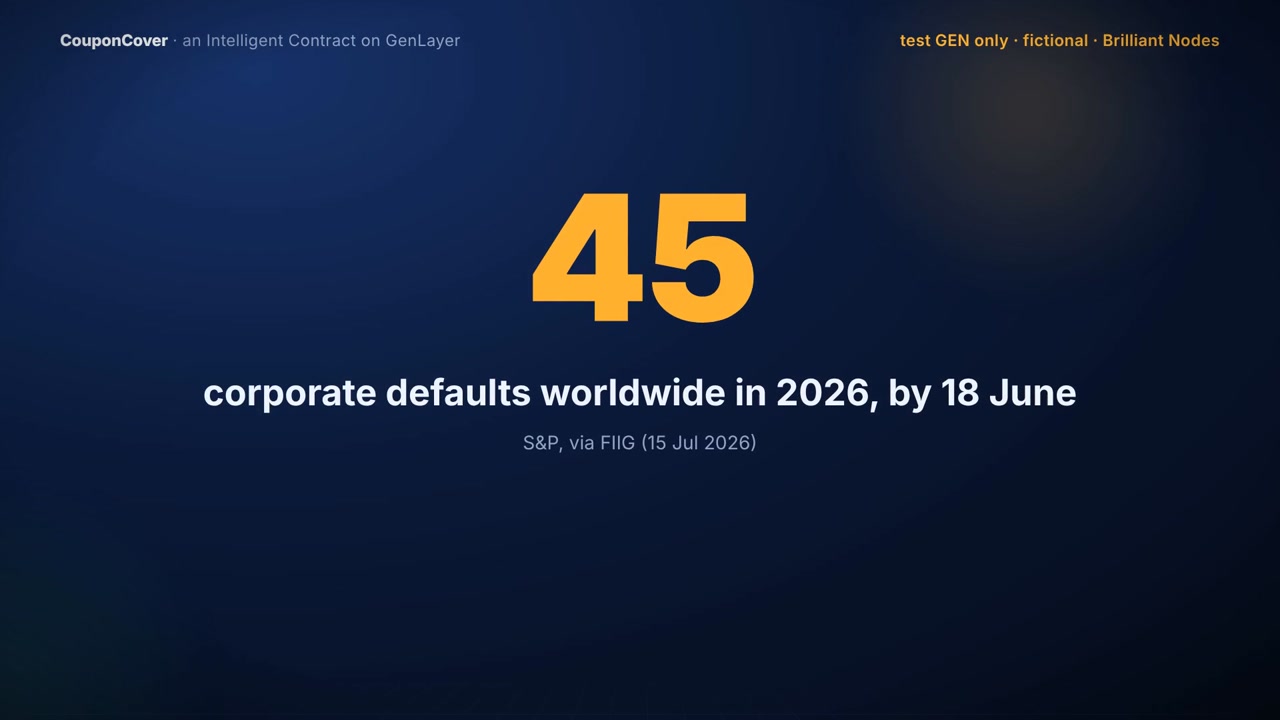 CouponCover · an Intelligent Contract on GenLayer
test GEN only · fictional · Brilliant Nodes
45
corporate defaults worldwide in 2026, by 18 June
S&P, via FIIG (15 Jul 2026)